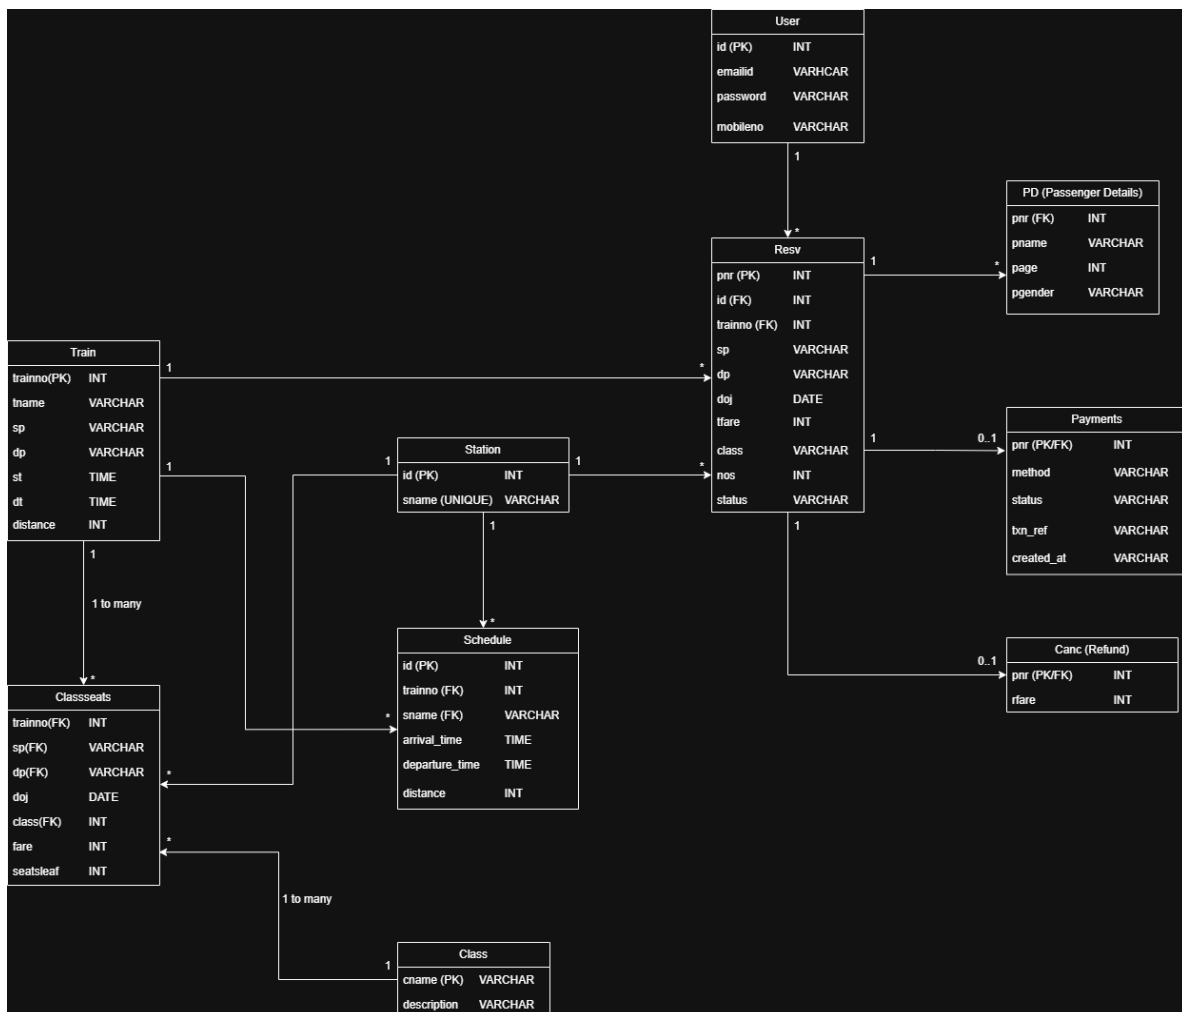 User
id (PK) INT
emailid VARHCAR
password VARCHAR
mobileno VARCHAR
1
*
PD (Passenger Details)
pnr (FK) INT
pname VARCHAR
page INT
pgender VARCHAR
Resv
pnr (PK) INT
id (FK) INT
trainno (FK) INT
sp VARCHAR
dp VARCHAR
doj DATE
tfare INT
class VARCHAR
nos INT
status VARCHAR
1
*
Train
trainno(PK) INT
tname VARCHAR
sp VARCHAR
dp VARCHAR
st TIME
dt TIME
distance INT
1
*
1
Station
id (PK) INT
sname (UNIQUE) VARCHAR
1
1
*
1
Payments
pnr (PK/FK) INT
method VARCHAR
status VARCHAR
txn_ref VARCHAR
created_at VARCHAR
1
0..1
1
1
1 to many
*
*
Schedule
id (PK) INT
trainno (FK) INT
sname (FK) VARCHAR
arrival_time TIME
departure_time TIME
distance INT
*
0..1
Canc (Refund)
pnr (PK/FK) INT
rfare INT
Classseats
trainno(FK) INT
sp(FK) VARCHAR
dp(FK) VARCHAR
doj DATE
class(FK) INT
fare INT
seatsleaf INT
*
*
1 to many
1
Class
cname (PK) VARCHAR
description VARCHAR